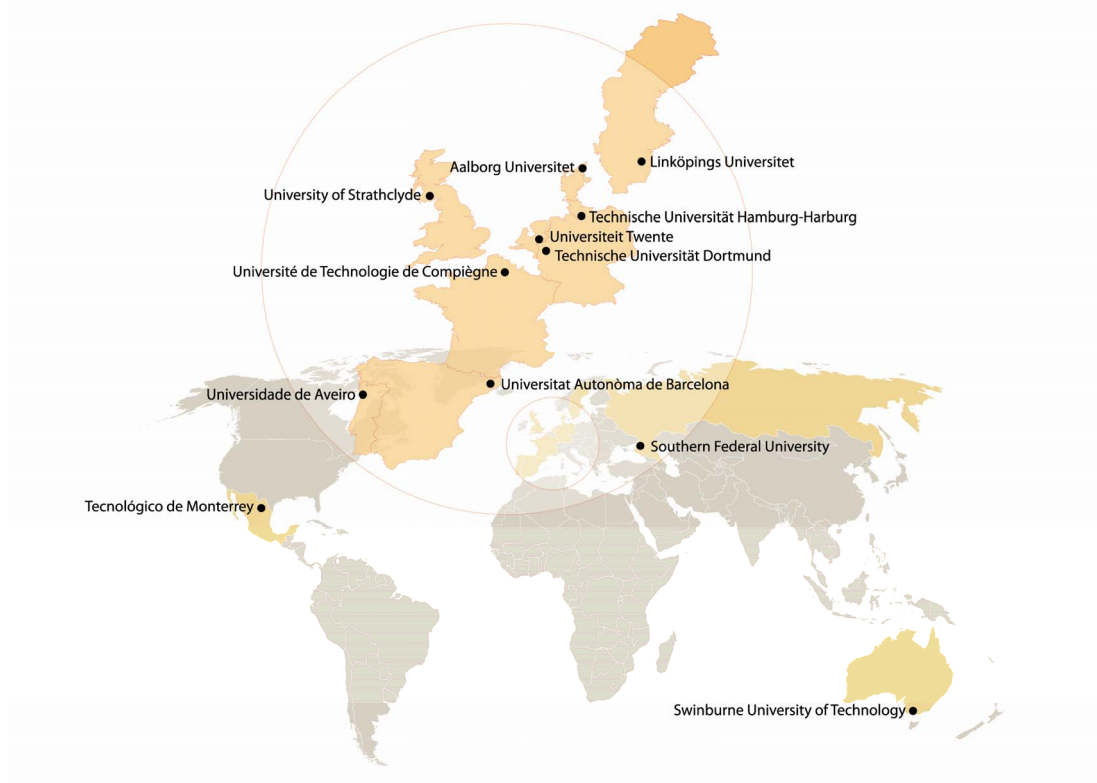 Aalborg Universitet
Linköpings Universitet
University of Strathclyde
Technische Universität Hamburg-Harburg
Universiteit Twente
Technische Universität Dortmund
Université de Technologie de Compiègne
Universitat Autonòma de Barcelona
Universidade de Aveiro
Southern Federal University
Tecnológico de Monterrey
Swinburne University of Technology